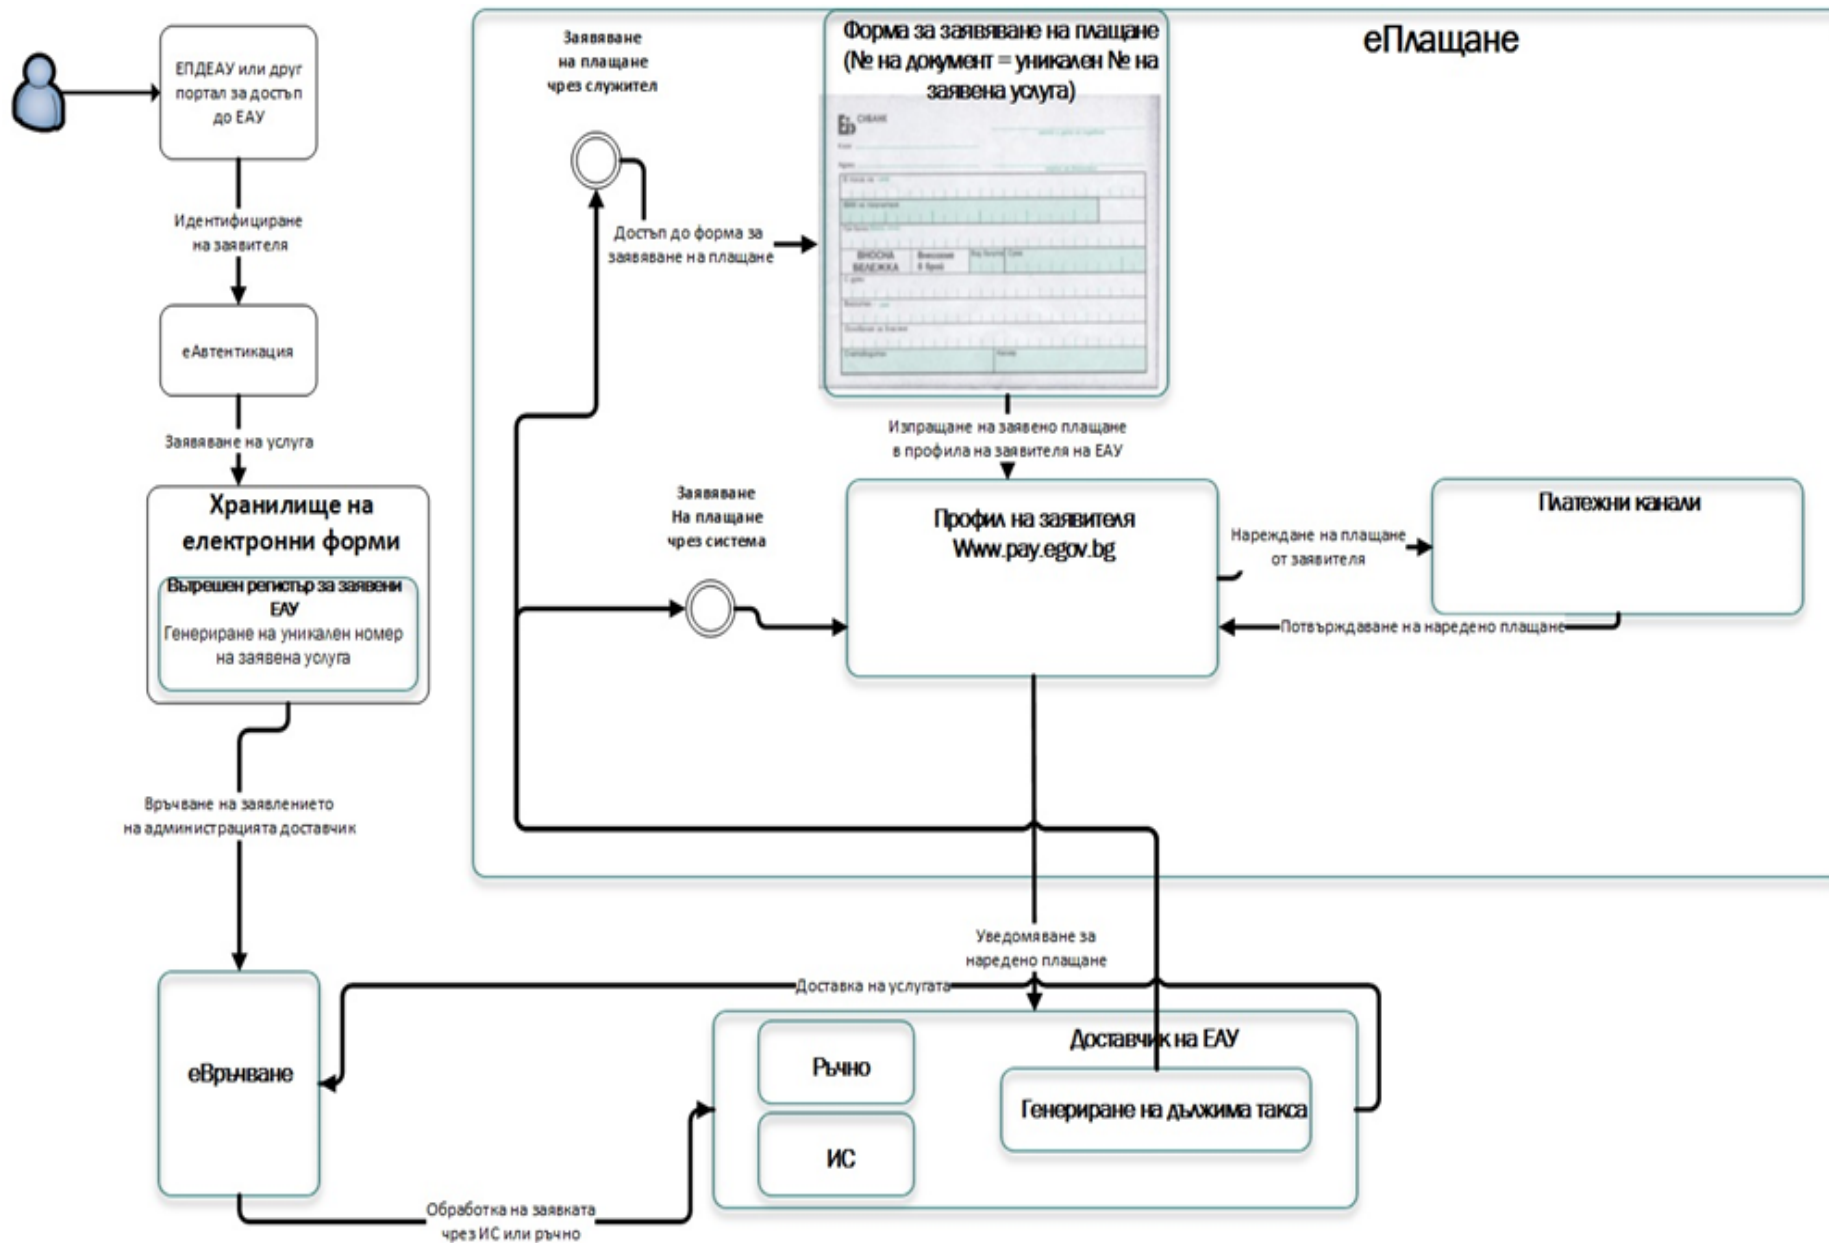 ЕПДЕАУ или друг
портал за достъп
до ЕАУ
Идентифициране
на заявителя
еАвтентикация
Заявяване на услуга
Хранилище на
електронни форми
Вътрешен регистър за заявени
ЕАУ
Генериране на уникален номер
на заявена услуга
Връчване на заявлението
на администрацията доставчик
еВръчване
Обработка на заявката
чрез ИС или ръчно
еПлащане
Заявяване
на плащане
чрез служител
Достъп до форма за
заявяване на плащане
Форма за заявяване на плащане
(№ на документ = уникален № на
заявена услуга)
ВНОСНА
БЕЛЕЖКА
Внасяне
в брой
Изпращане на заявено плащане
в профила на заявителя на ЕАУ
Заявяване
На плащане
чрез система
Профил на заявителя
Www.pay.egov.bg
Нареждане на плащане
от заявителя
Платежни канали
Потвърждаване на наредено плащане
Уведомяване за
наредено плащане
Доставка на услугата
Доставчик на ЕАУ
Ръчно
ИС
Генериране на дължима такса